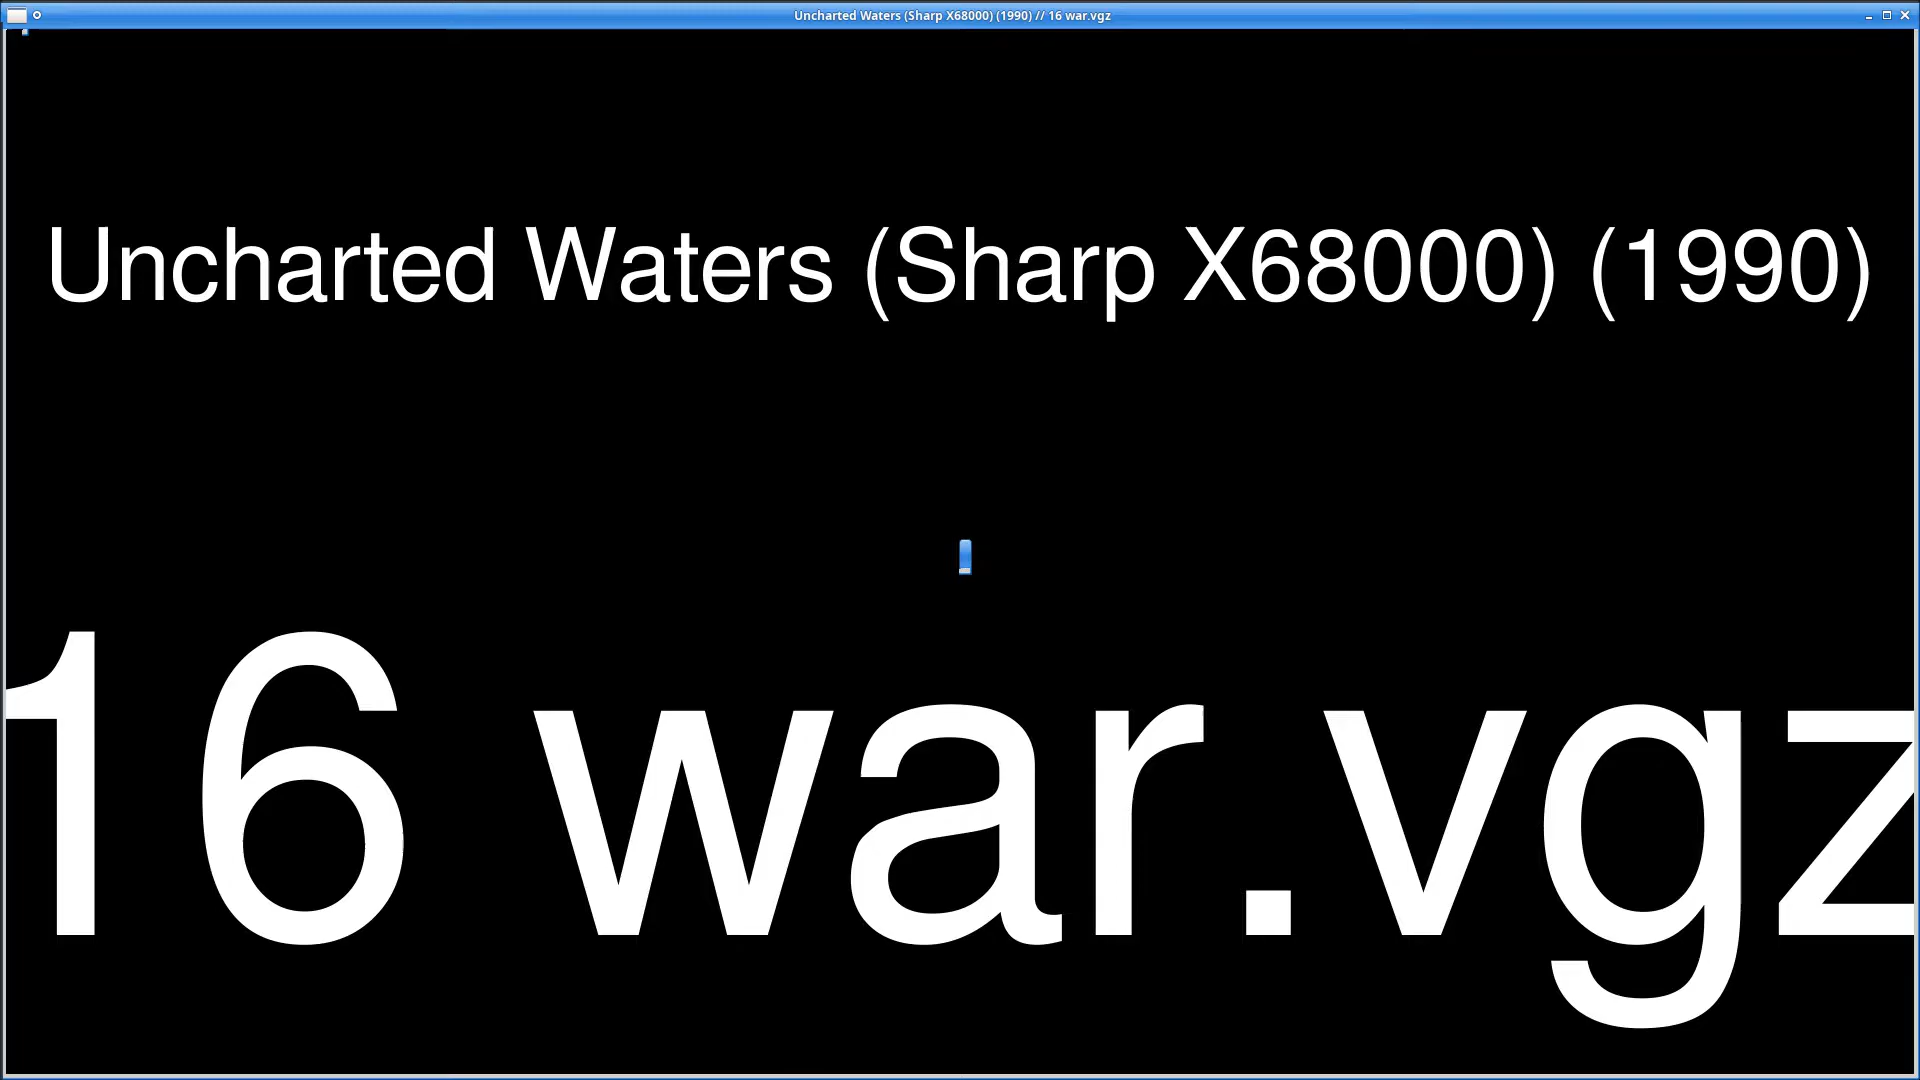 Uncharted Waters (Sharp X68000) (1990) // 16 war.vgz
Uncharted Waters (Sharp X68000) (1990)
16 war.vgz